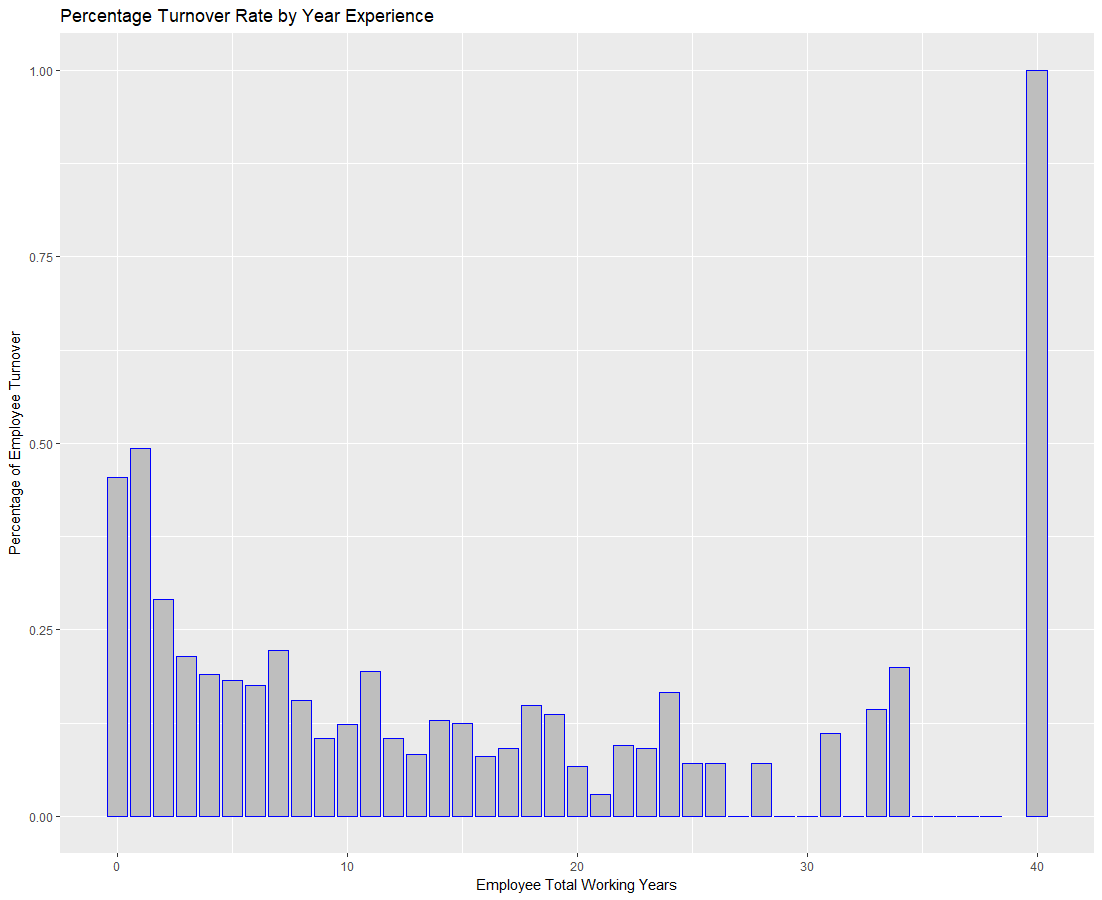 Percentage Turnover Rate by Year Experience
Percentage of Employee Turnover
1.00
0.75
0.50
0.25
0.00
0 10 20 30 40
Employee Total Working Years